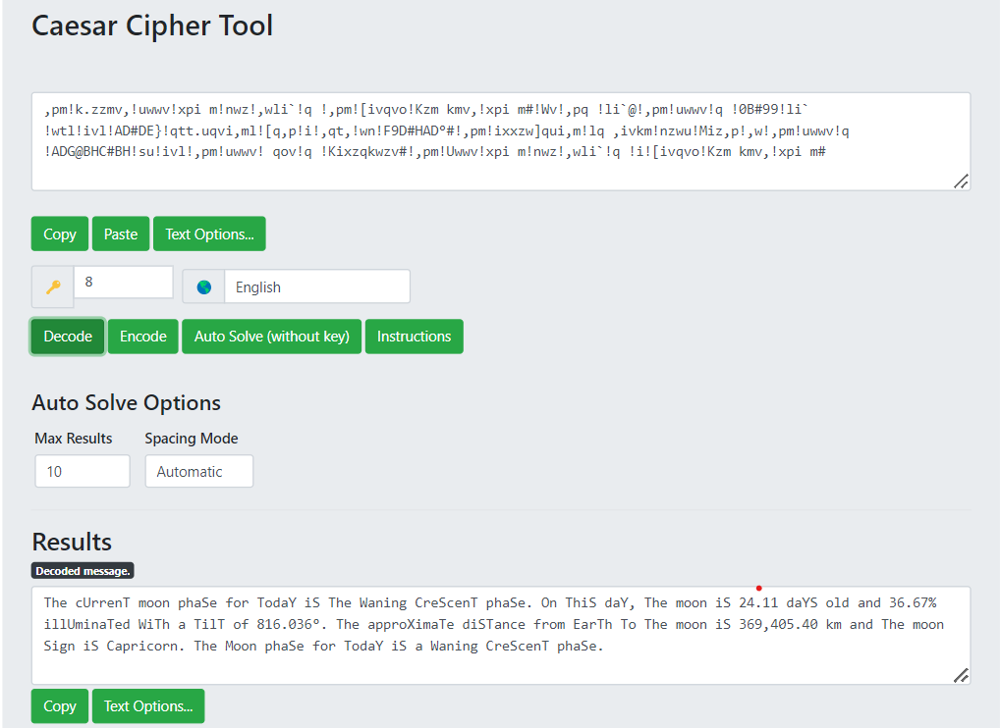 Caesar Cipher Tool
,pm!k.zzmv,!uwwv!xpi m!nwz!,wli`!q !,pm![ivqvo!Kzm kmv,!xpi m#!Wv!,pq !li`@!,pm!uwwv!q !0B#99!li`
!wtl!ivl!AD#DE}!qtt.uqvi,ml![q,p!i!,qt,!wn!F9D#HAD°#!,pm!ixxzw]qui,m!lq ,ivkm!nzwu!Miz,p!,w!,pm!uwwv!q
!ADG@BHC#BH!su!ivl!,pm!uwwv! qov!q !Kixzqkwzv#!,pm!Uwwv!xpi m!nwz!,wli`!q !i![ivqvo!Kzm kmv,!xpi m#
Copy Paste Text Options...
8 English
Decode Encode Auto Solve (without key) Instructions
Auto Solve Options
Max Results Spacing Mode
10 Automatic
Results
Decoded message.
The cUrrenT moon phaSe for TodaY iS The Waning CreScenT phaSe. On ThiS daY, The moon iS 24.11 daYS old and 36.67%
illUminaTed WiTh a TilT of 816.036°. The approXimaTe diSTance from EarTh To The moon iS 369,405.40 km and The moon
Sign iS Capricorn. The Moon phaSe for TodaY iS a Waning CreScenT phaSe.
Copy Text Options...